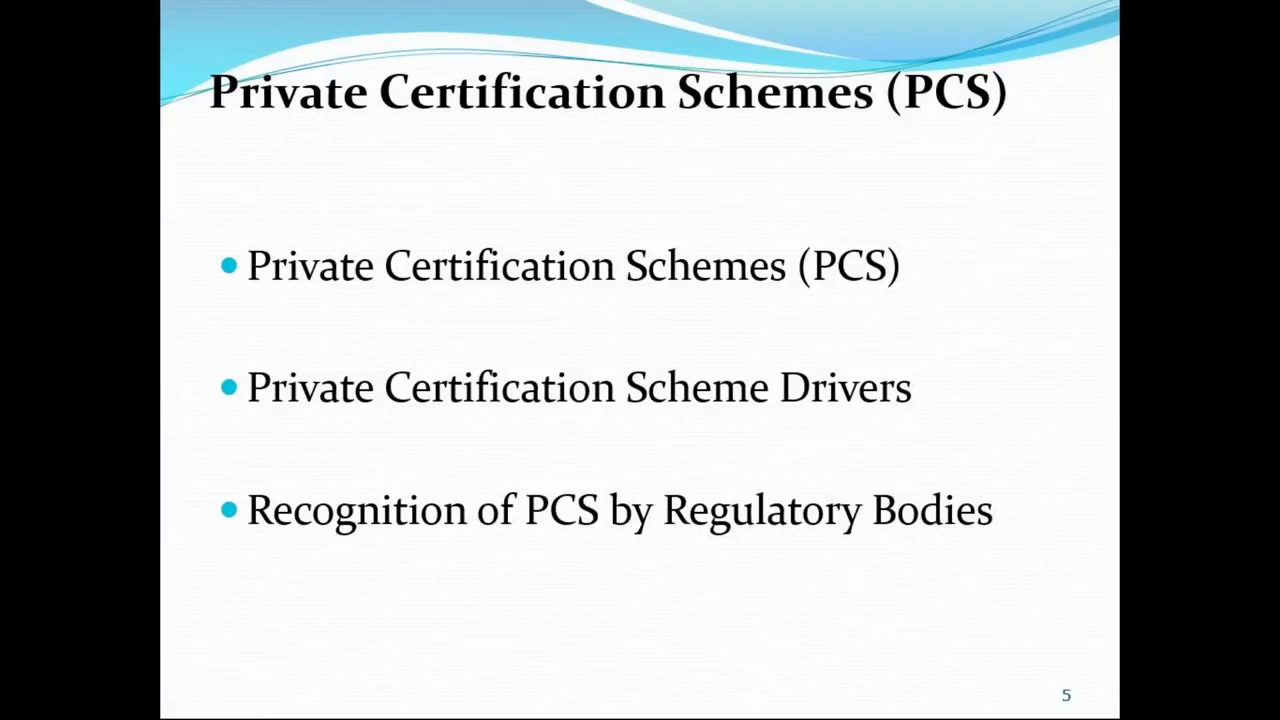 Private Certification Schemes (PCS)
• Private Certification Schemes (PCS)
• Private Certification Scheme Drivers
• Recognition of PCS by Regulatory Bodies
5